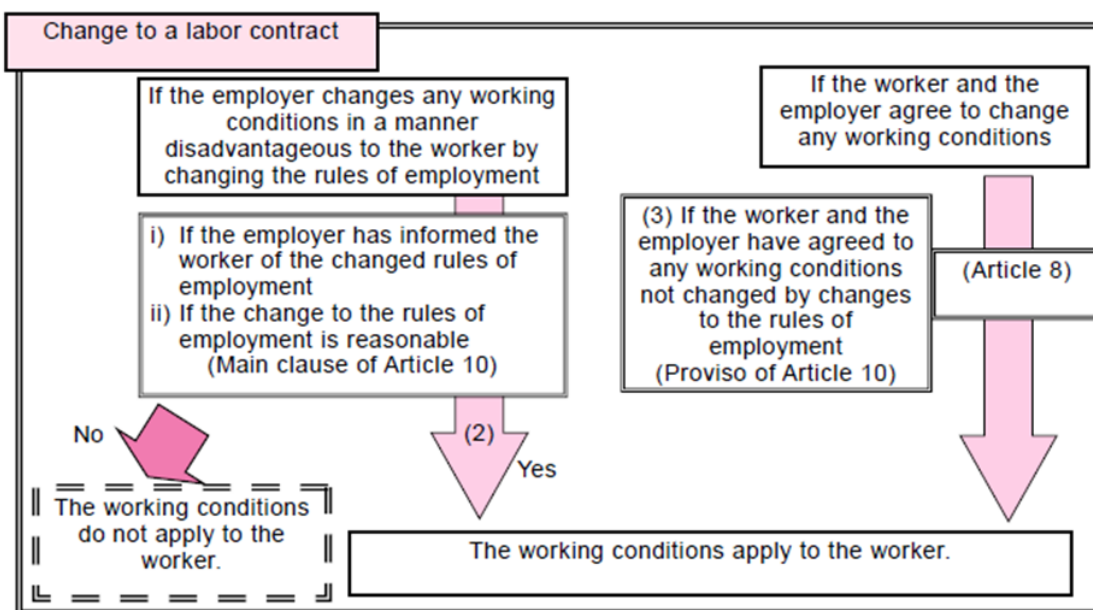 Change to a labor contract
If the employer changes any working
conditions in a manner
disadvantageous to the worker by
changing the rules of employment
If the worker and the
employer agree to change
any working conditions
i) If the employer has informed the
worker of the changed rules of
employment
ii) If the change to the rules of
employment is reasonable
(Main clause of Article 10)
(3) If the worker and the
employer have agreed to
any working conditions
not changed by changes
to the rules of
employment
(Proviso of Article 10)
(Article 8)
No
(2)
Yes
The working conditions
do not apply to the
worker.
The working conditions apply to the worker.